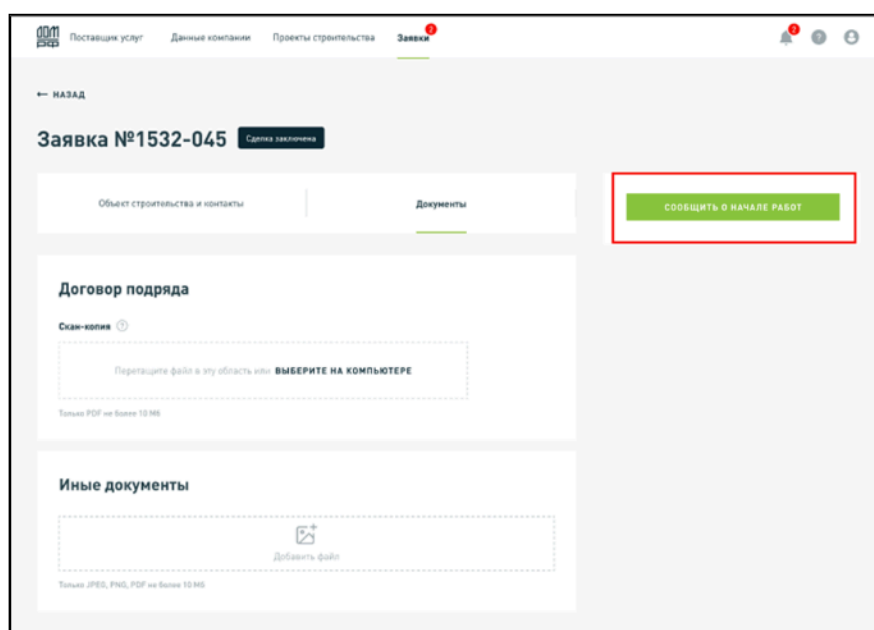 ДОМ
РФ
Поставщик услуг
Данные компании
Проекты строительства
Заявки
2
2
?
← НАЗАД
Заявка №1532-045
Сделка заключена
Объект строительства и контакты
Документы
СООБЩИТЬ О НАЧАЛЕ РАБОТ
Договор подряда
Скан-копия ?
Перетащите файл в эту область или ВЫБЕРИТЕ НА КОМПЬЮТЕРЕ
Только PDF не более 10 Мб
Иные документы
Добавить файл
Только JPEG, PNG, PDF не более 10 Мб